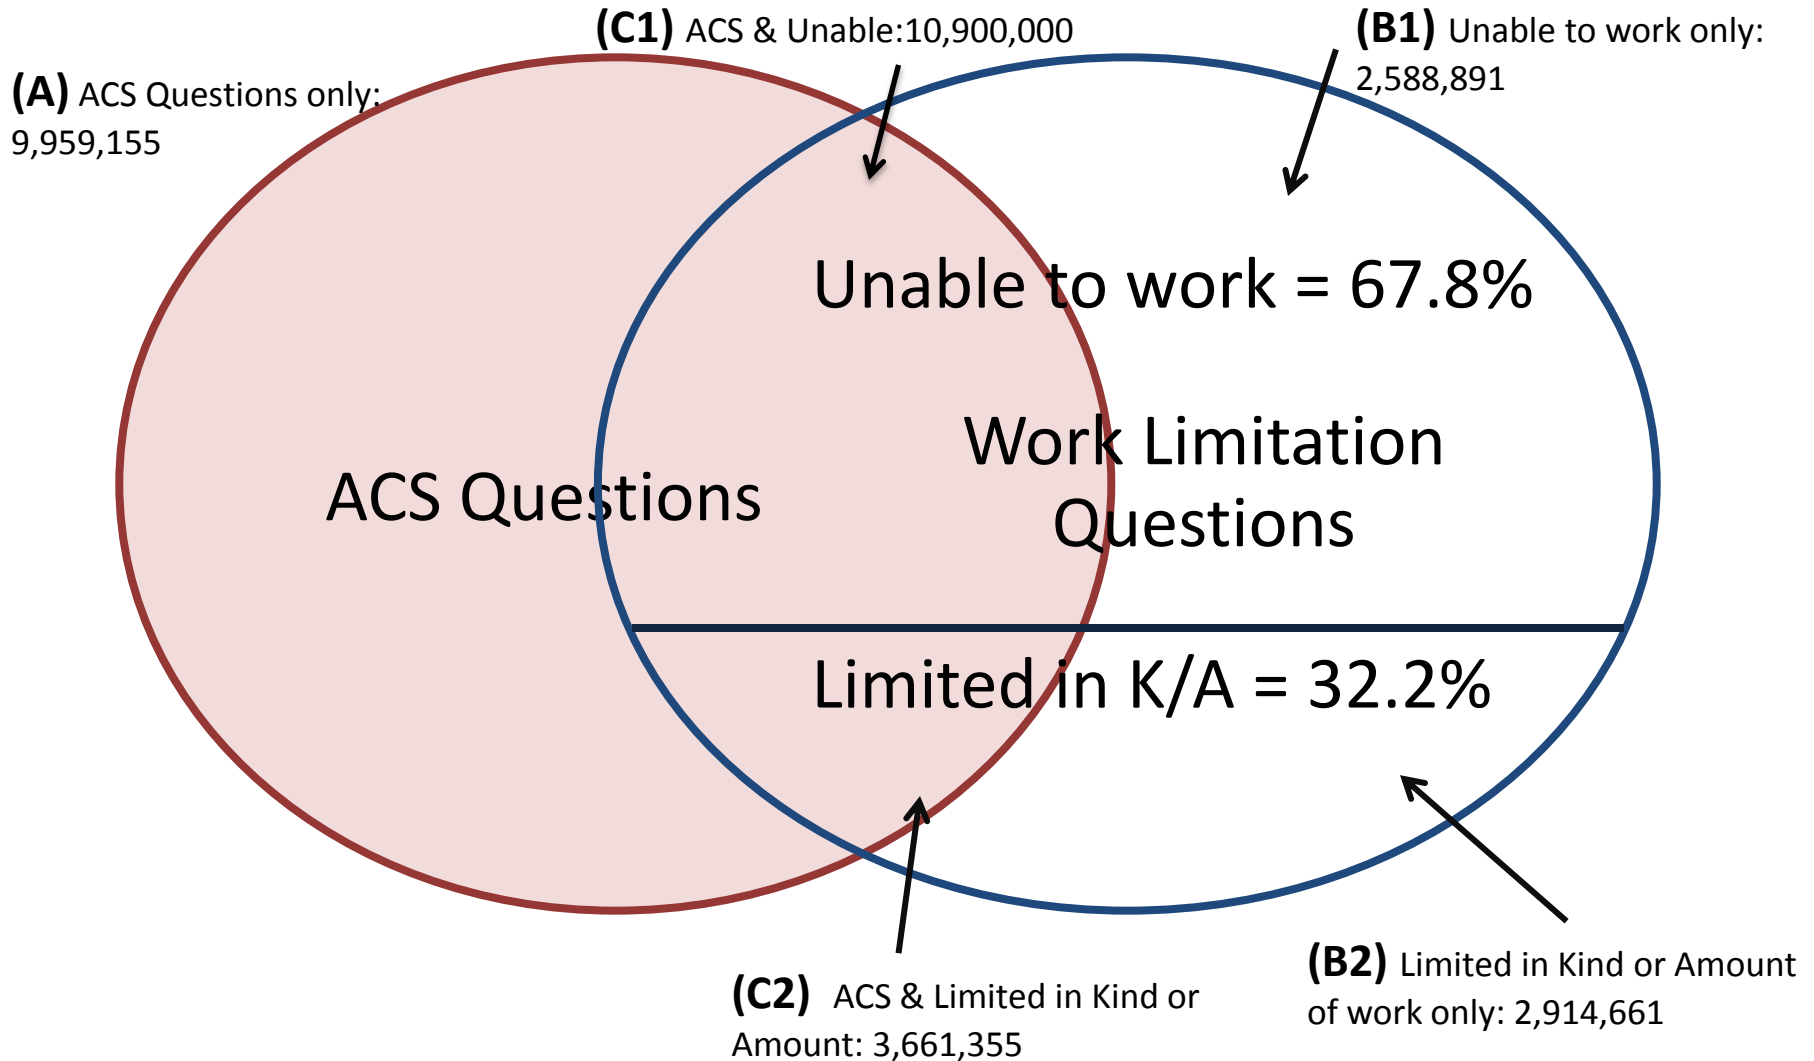 (C1) ACS & Unable:10,900,000
(B1) Unable to work only:
2,588,891
(A) ACS Questions only:
9,959,155
Unable to work = 67.8%
Work Limitation
Questions
ACS Questions
Limited in K/A = 32.2%
(B2) Limited in Kind or Amount
of work only: 2,914,661
(C2) ACS & Limited in Kind or
Amount: 3,661,355